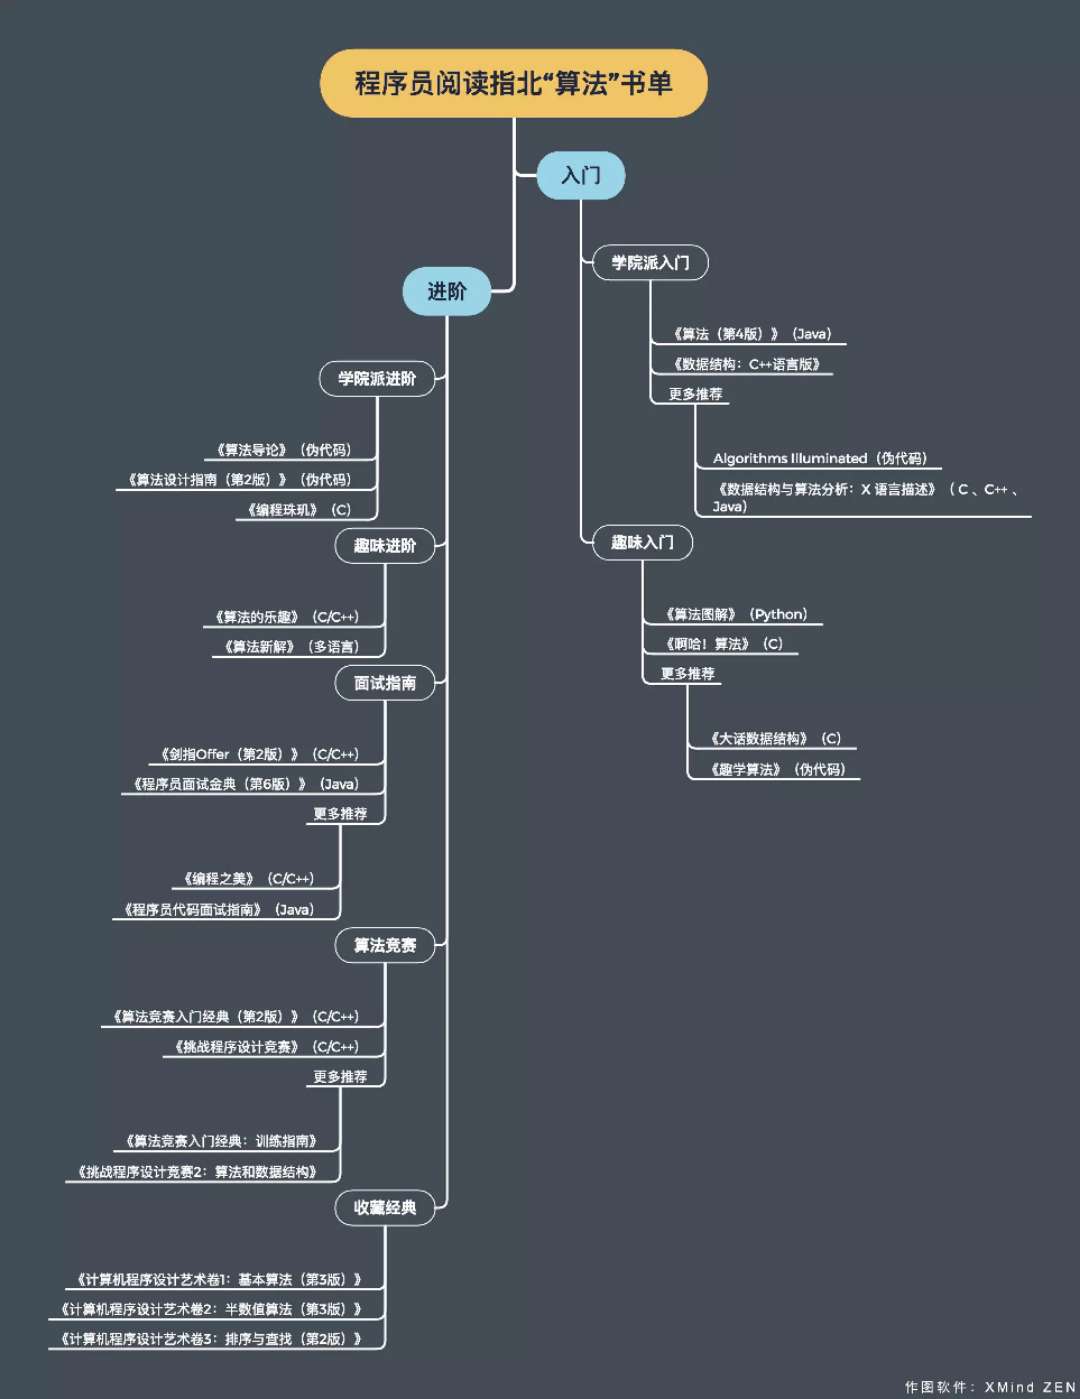 程序员阅读指北“算法”书单
入门
学院派入门
《算法（第4版）》（Java）
《数据结构：C++语言版》
更多推荐
Algorithms Illuminated（伪代码）
《数据结构与算法分析：X 语言描述》（ C 、C++ 、
Java）
趣味入门
《算法图解》（Python）
《啊哈！算法》（C）
更多推荐
《大话数据结构》（C）
《趣学算法》（伪代码）
进阶
学院派进阶
《算法导论》（伪代码）
《算法设计指南（第2版）》（伪代码）
《编程珠玑》（C）
趣味进阶
《算法的乐趣》（C/C++）
《算法新解》（多语言）
面试指南
《剑指Offer（第2版）》（C/C++）
《程序员面试金典（第6版）》（Java）
更多推荐
《编程之美》（C/C++）
《程序员代码面试指南》（Java）
算法竞赛
《算法竞赛入门经典（第2版）》（C/C++）
《挑战程序设计竞赛》（C/C++）
更多推荐
《算法竞赛入门经典：训练指南》
《挑战程序设计竞赛2：算法和数据结构》
收藏经典
《计算机程序设计艺术卷1：基本算法（第3版）》
《计算机程序设计艺术卷2：半数值算法（第3版）》
《计算机程序设计艺术卷3：排序与查找（第2版）》
作图软件：XMind ZEN